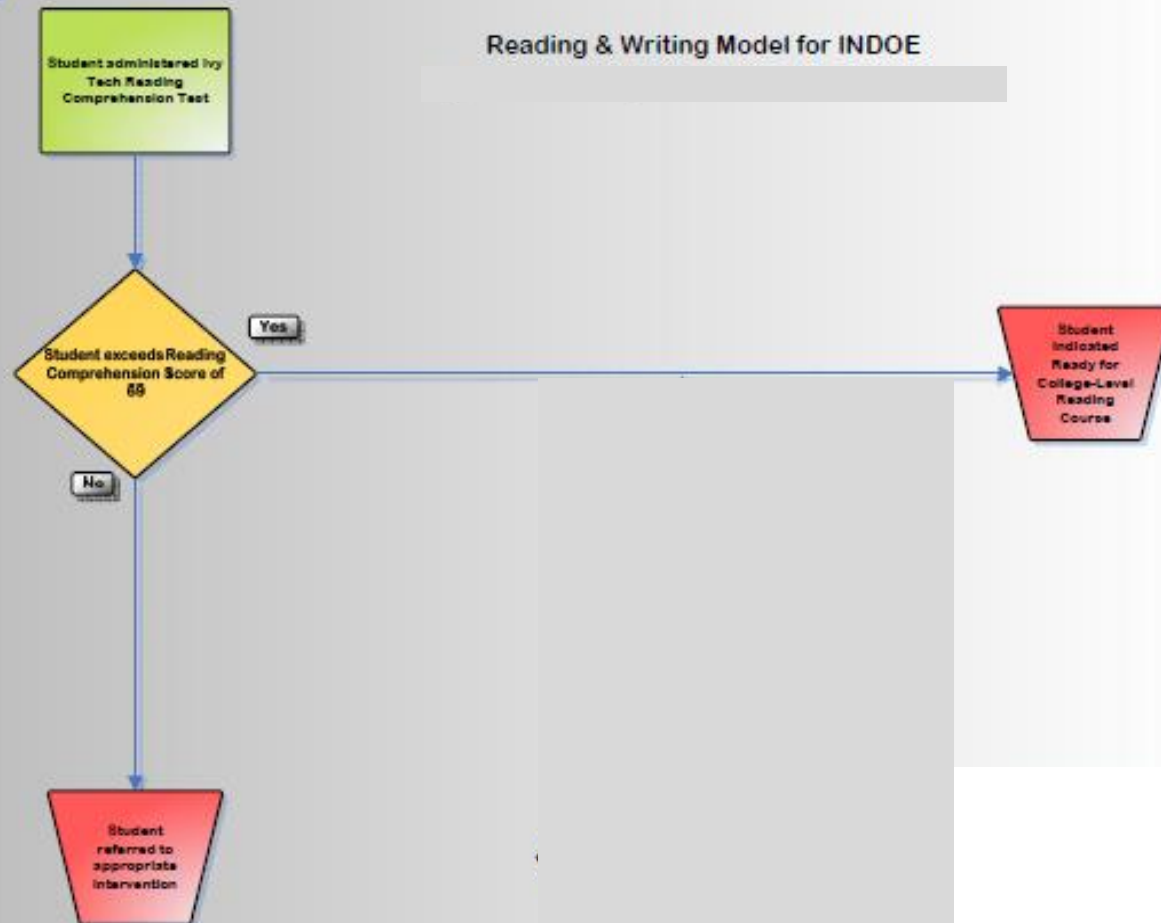 Reading & Writing Model for INDOE
Student administered Ivy
Tech Reading
Comprehension Test
Student exceeds Reading
Comprehension Score of
69
Yes
Student
Indicated
Ready for
College-Level
Reading
Course
No
Student
referred to
appropriate
intervention